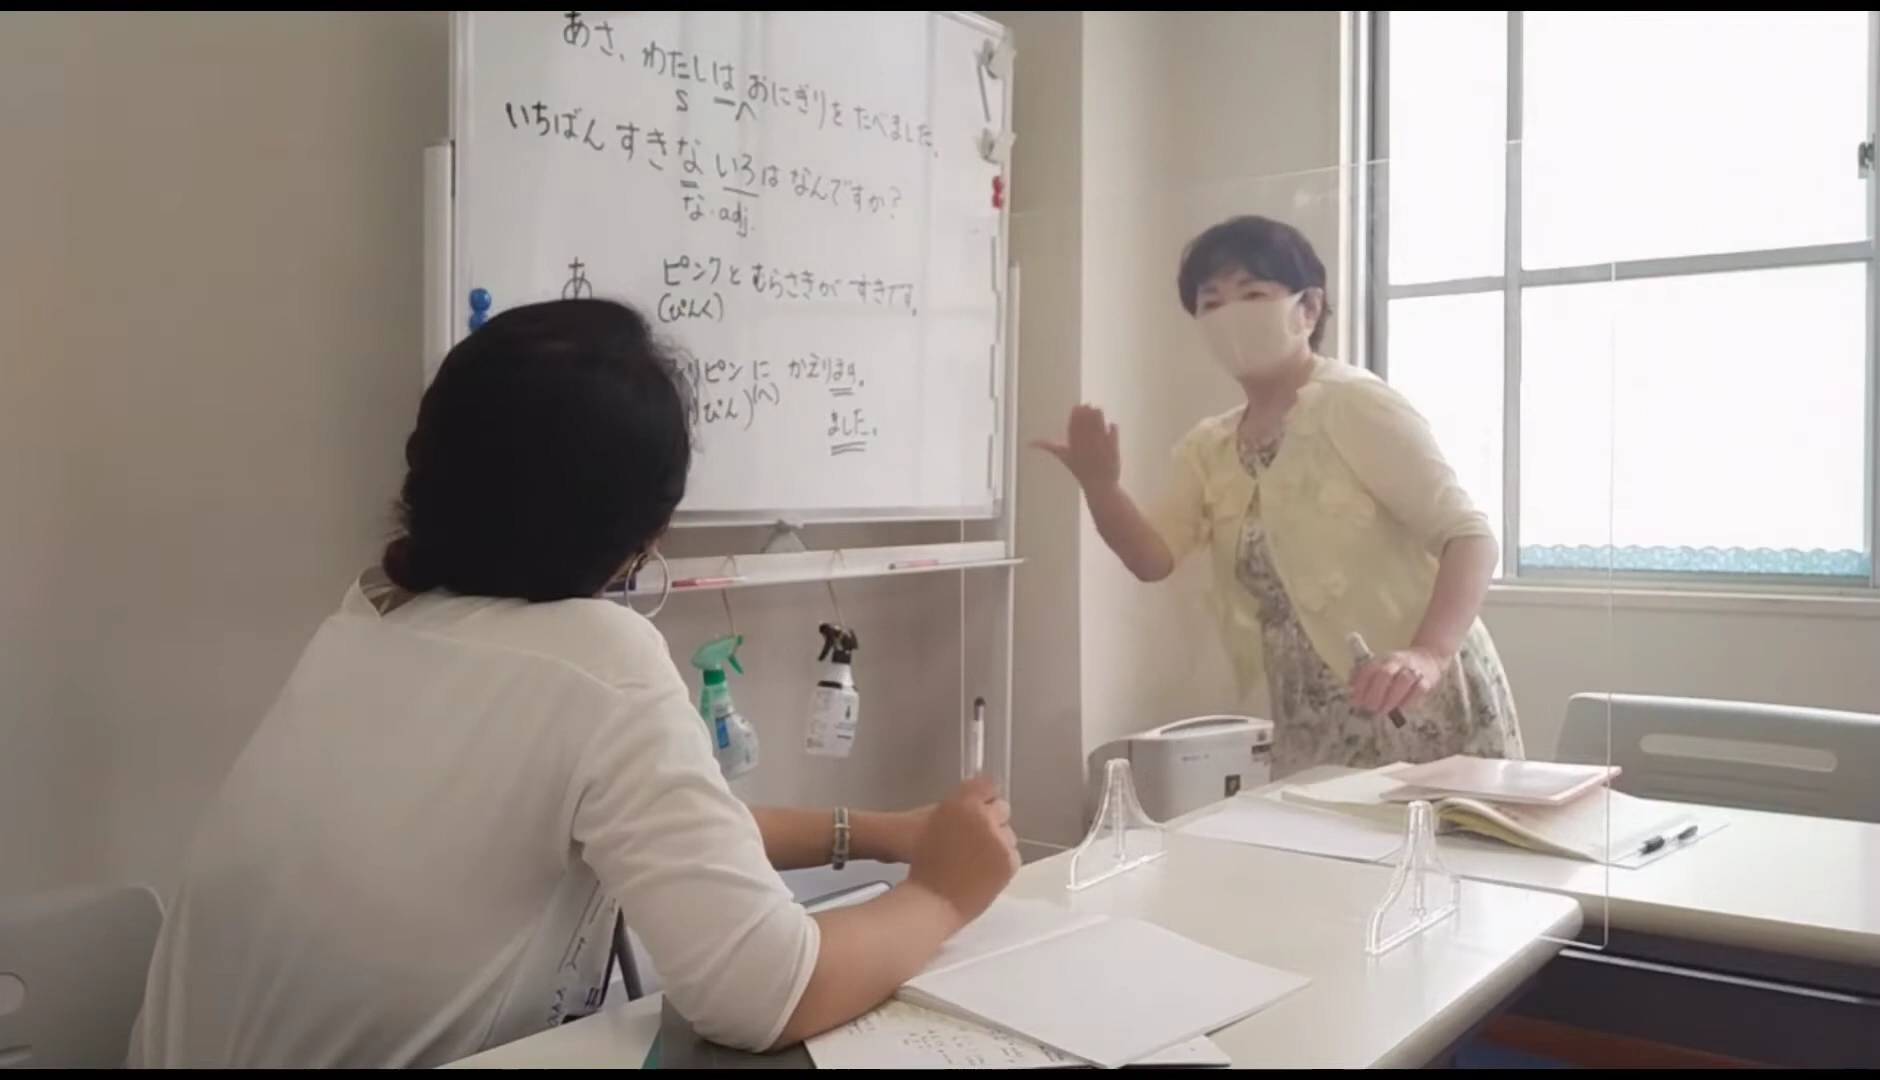 あさ、わたしは おにぎりを たべました。
S へ
いちばん すきな いろは なんですか?
な・adj.
あ ピンクと むらさきが すきです。
(ぴんく)
リピン に かえります。
ぴん) (へ)
ました。